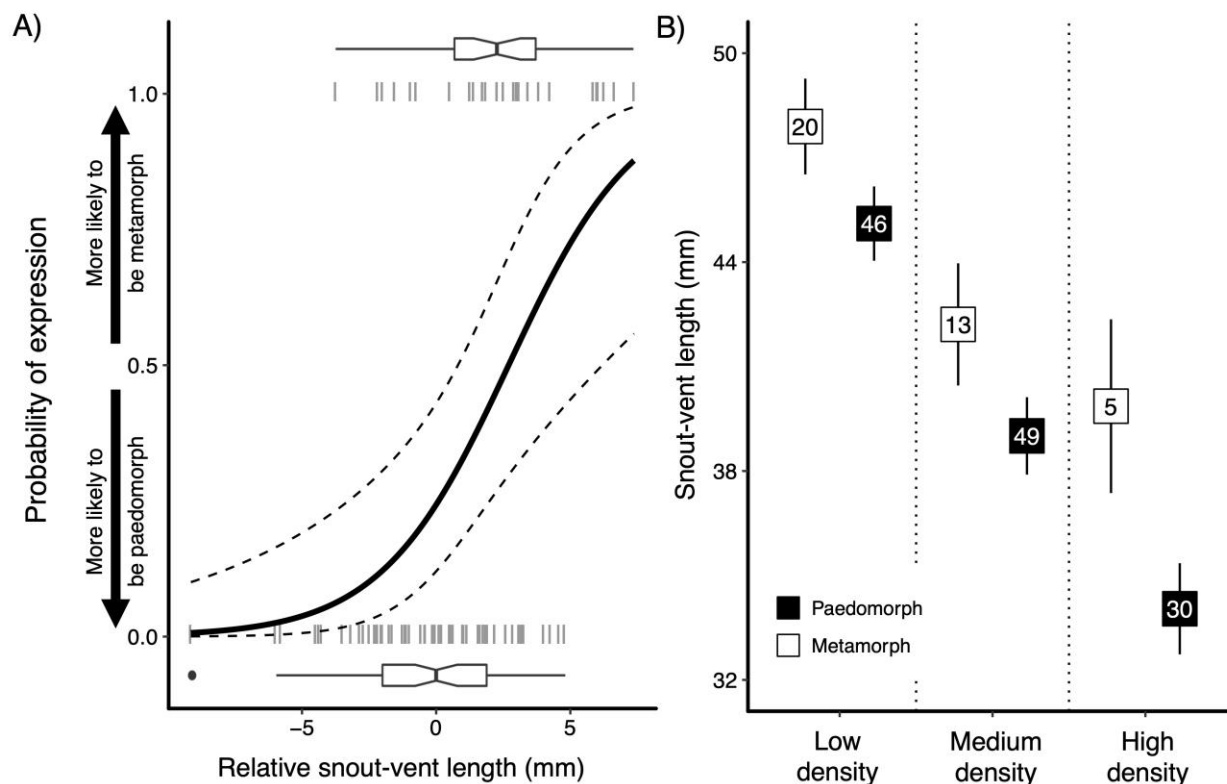 A)
Probability of expression
More likely to
be metamorph
More likely to
be paedomorph
1.0
0.5
0.0
−5
0
5
Relative snout-vent length (mm)
B)
Snout-vent length (mm)
50
44
38
32
20
46
13
49
5
30
Paedomorph
Metamorph
Low
density
Medium
density
High
density